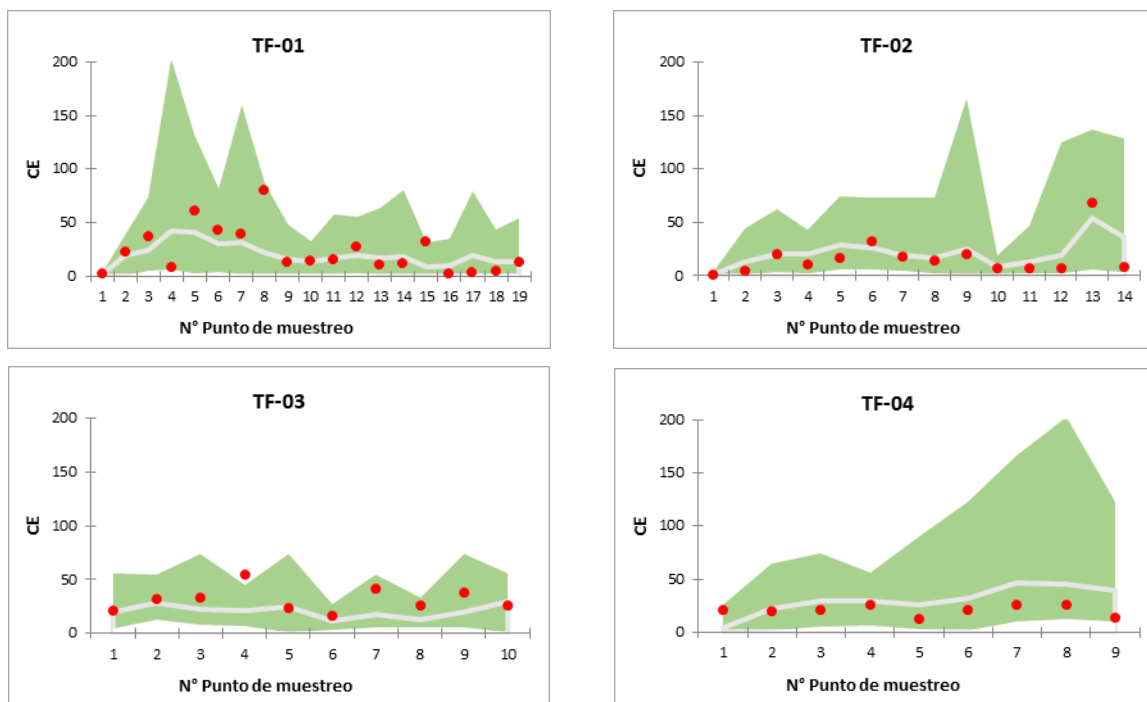 TF-01
200
150
100
50
0
CE
1 2 3 4 5 6 7 8 9 10 11 12 13 14 15 16 17 18 19
N° Punto de muestreo
TF-02
200
150
100
50
0
CE
1 2 3 4 5 6 7 8 9 10 11 12 13 14
N° Punto de muestreo
TF-03
200
150
100
50
0
CE
1 2 3 4 5 6 7 8 9 10
N° Punto de muestreo
TF-04
200
150
100
50
0
CE
1 2 3 4 5 6 7 8 9
N° Punto de muestreo